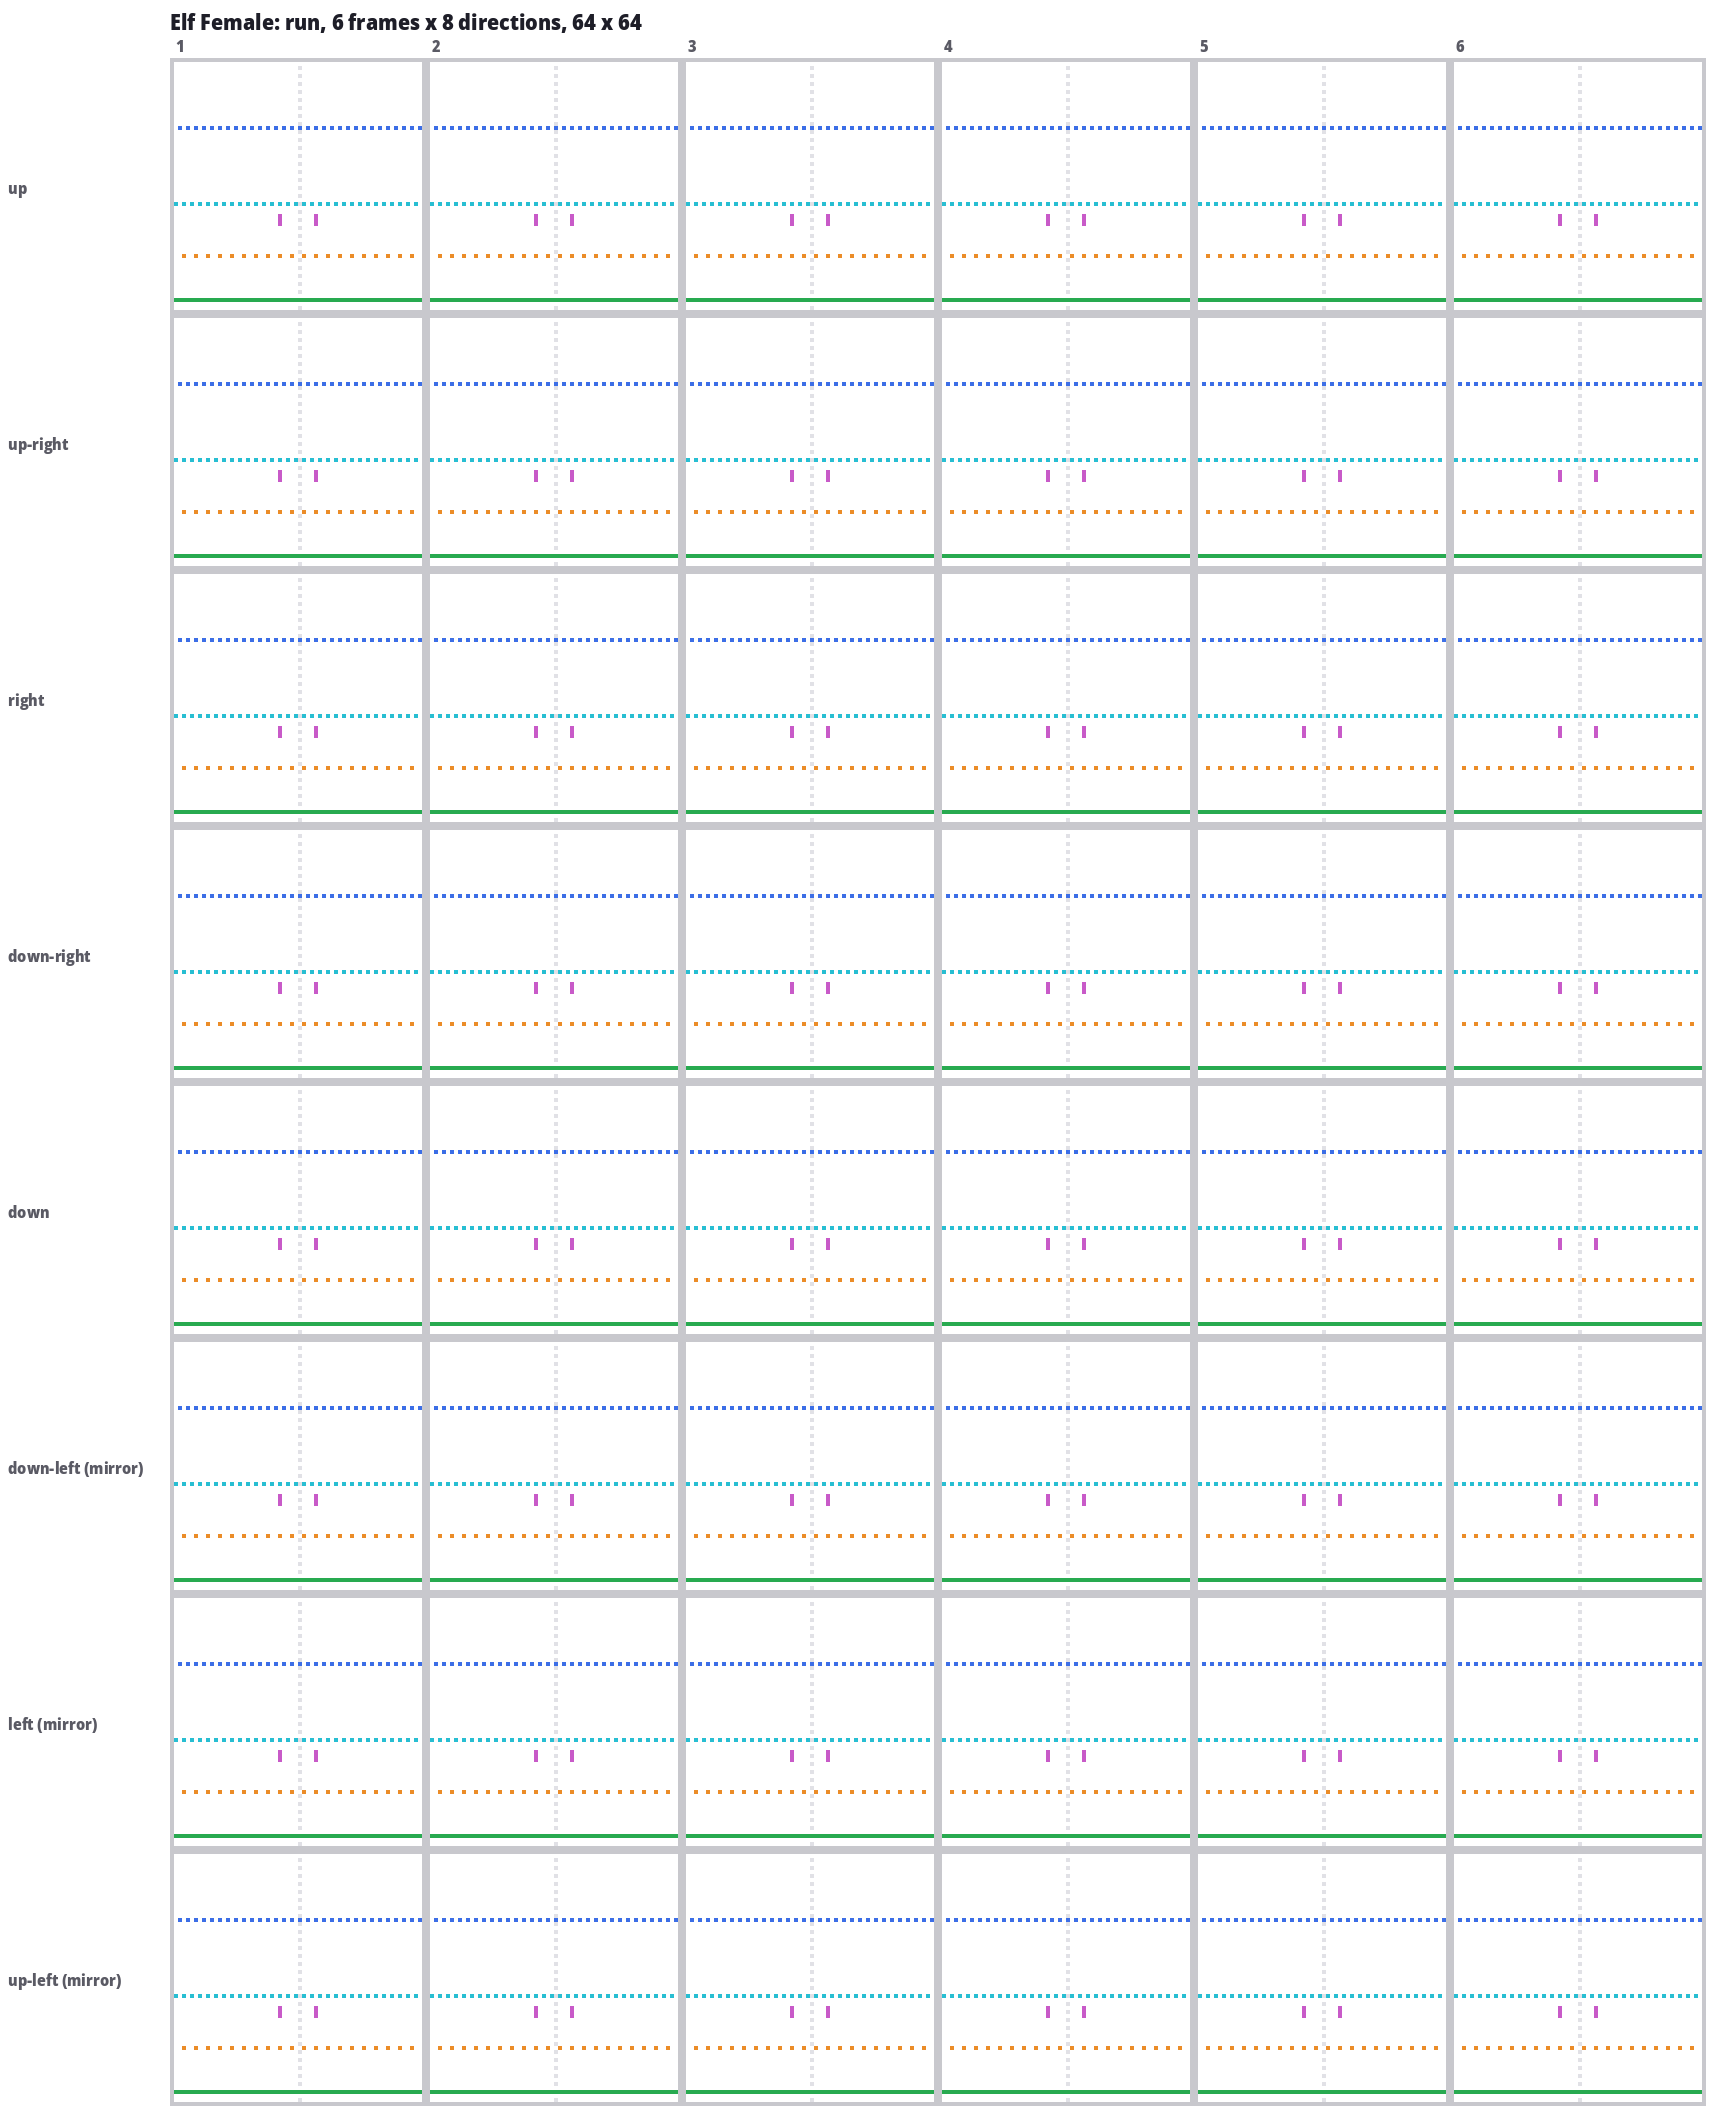 Elf Female: run, 6 frames x 8 directions, 64 x 64
1 2 3 4 5 6
up
up-right
right
down-right
down
down-left (mirror)
left (mirror)
up-left (mirror)